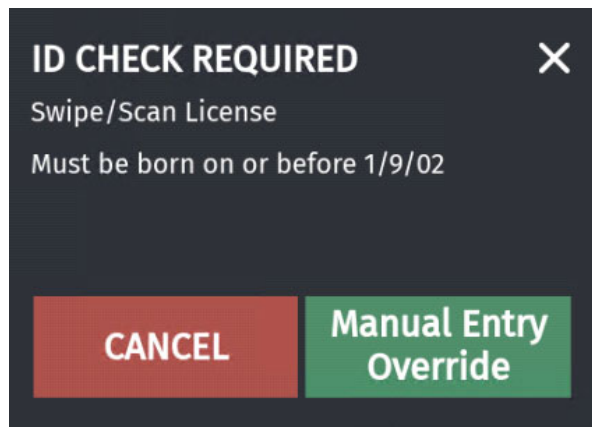 ID CHECK REQUIRED
Swipe/Scan License
Must be born on or before 1/9/02
CANCEL
Manual Entry
Override